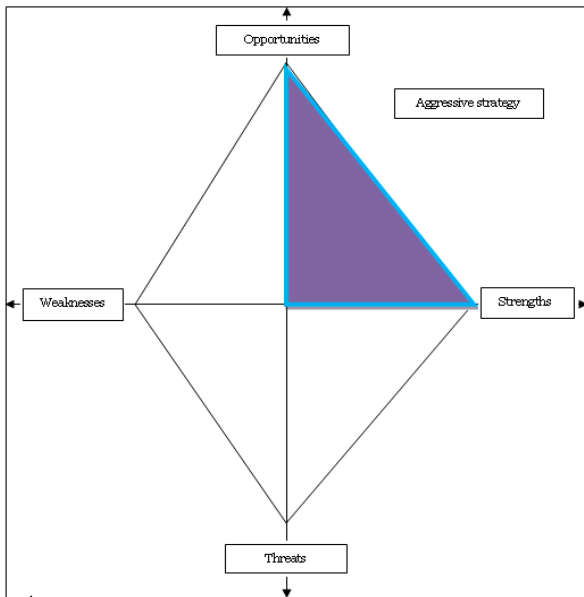 Opportunities
Aggressive strategy
Weaknesses
Strengths
Threats